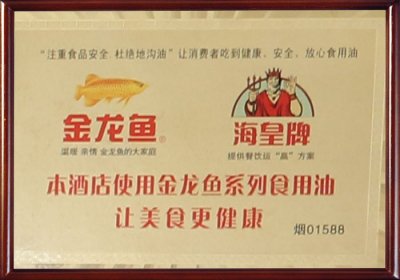 “注重食品安全.杜绝地沟油”让消费者吃到健康、安全、放心食用油
金龙鱼®
温暖 亲情 金龙鱼的大家庭
海皇牌
提供餐饮运“赢”方案
本酒店使用金龙鱼系列食用油
让美食更健康
烟01588